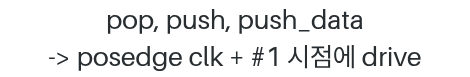 pop, push, push_data
-> posedge clk + #1 시점에 drive